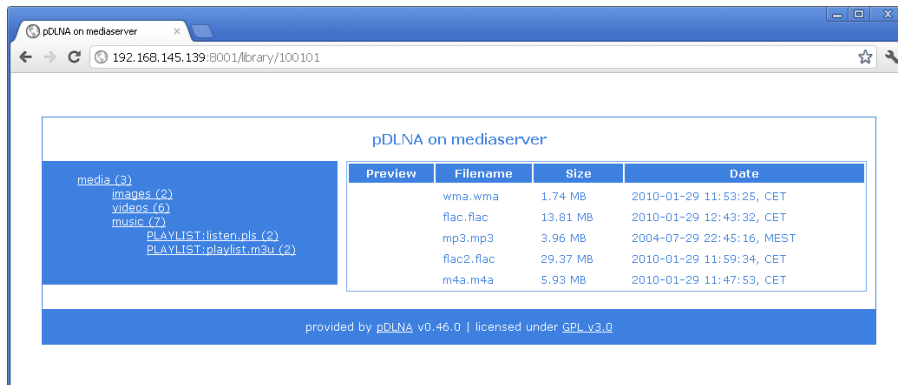 pDLNA on mediaserver
192.168.145.139:8001/library/100101
pDLNA on mediaserver
media (3)
images (2)
videos (6)
music (7)
PLAYLIST:listen.pls (2)
PLAYLIST:playlist.m3u (2)
Preview Filename Size Date
wma.wma 1.74 MB 2010-01-29 11:53:25, CET
flac.flac 13.81 MB 2010-01-29 12:43:32, CET
mp3.mp3 3.96 MB 2004-07-29 22:45:16, MEST
flac2.flac 29.37 MB 2010-01-29 11:59:34, CET
m4a.m4a 5.93 MB 2010-01-29 11:47:53, CET
provided by pDLNA v0.46.0 | licensed under GPL v3.0